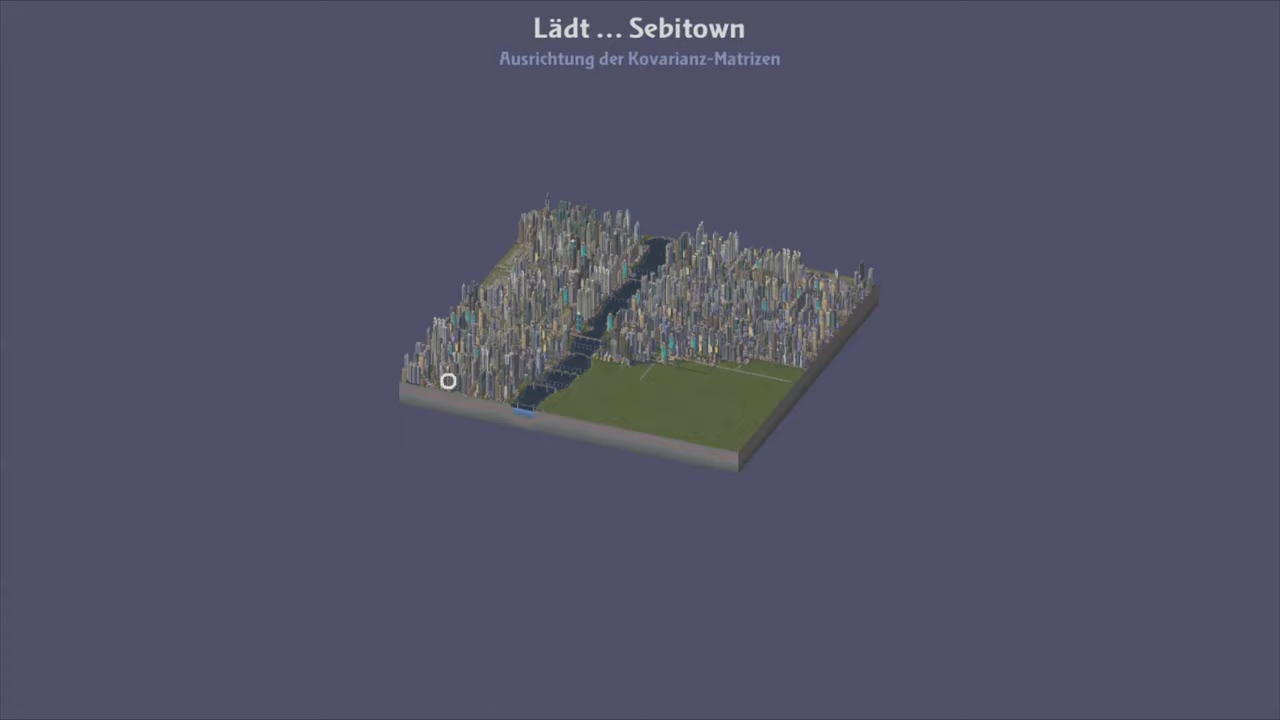 Lädt … Sebitown
Ausrichtung der Kovarianz-Matrizen